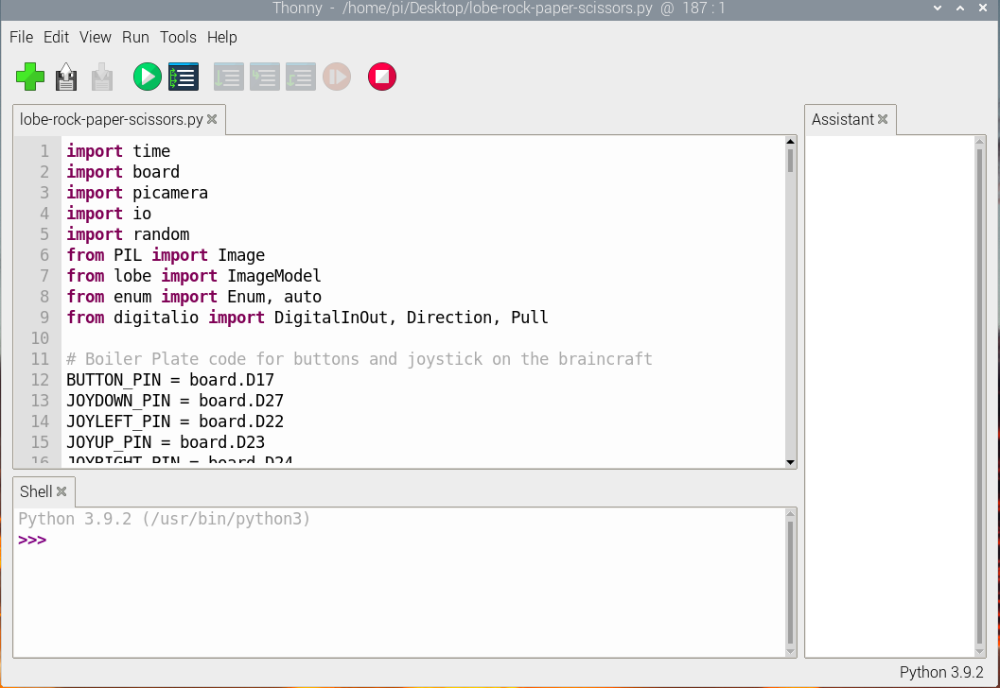 Thonny - /home/pi/Desktop/lobe-rock-paper-scissors.py @ 187 : 1
File Edit View Run Tools Help
lobe-rock-paper-scissors.py
Assistant
1 import time
2 import board
3 import picamera
4 import io
5 import random
6 from PIL import Image
7 from lobe import ImageModel
8 from enum import Enum, auto
9 from digitalio import DigitalInOut, Direction, Pull
10
11 # Boiler Plate code for buttons and joystick on the braincraft
12 BUTTON_PIN = board.D17
13 JOYDOWN_PIN = board.D27
14 JOYLEFT_PIN = board.D22
15 JOYUP_PIN = board.D23
16 JOYRIGHT_PIN = board.D24
Shell
Python 3.9.2 (/usr/bin/python3)
>>>
Python 3.9.2